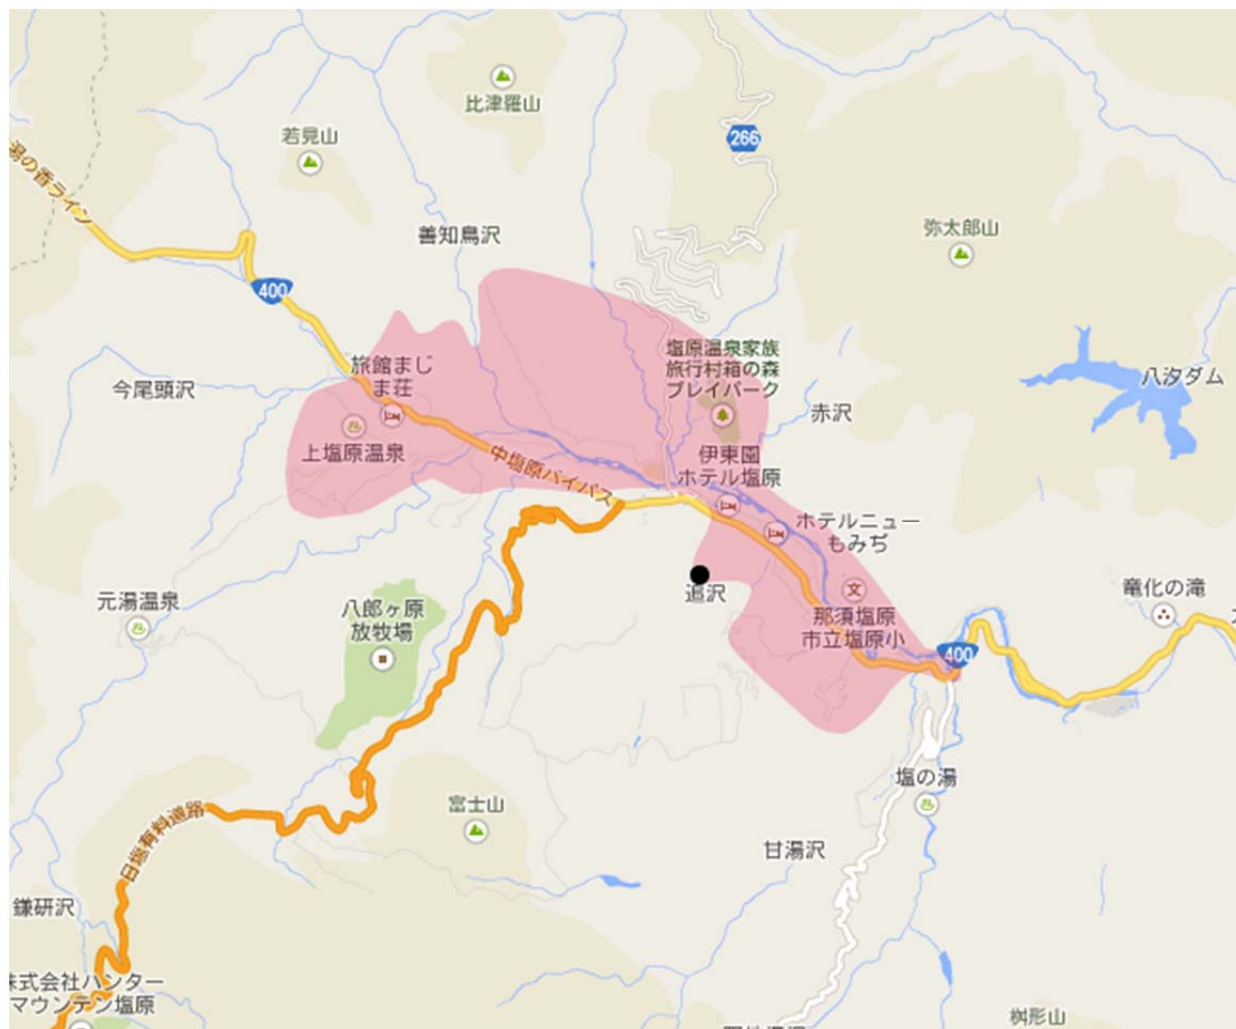 比津羅山
若見山
266
湯の香ライン
善知鳥沢
弥太郎山
400
塩原温泉家族
旅行村箱の森
プレイパーク
旅館まじ
ま荘
今尾頭沢
八汐ダム
赤沢
上塩原温泉
中塩原バイパス
伊東園
ホテル塩原
ホテルニュー
もみぢ
追沢
元湯温泉
八郎ヶ原
放牧場
文
那須塩原
市立塩原小
竜化の滝
400
塩の湯
富士山
日塩有料道路
甘湯沢
鎌研沢
株式会社ハンター
マウンテン塩原
桝形山